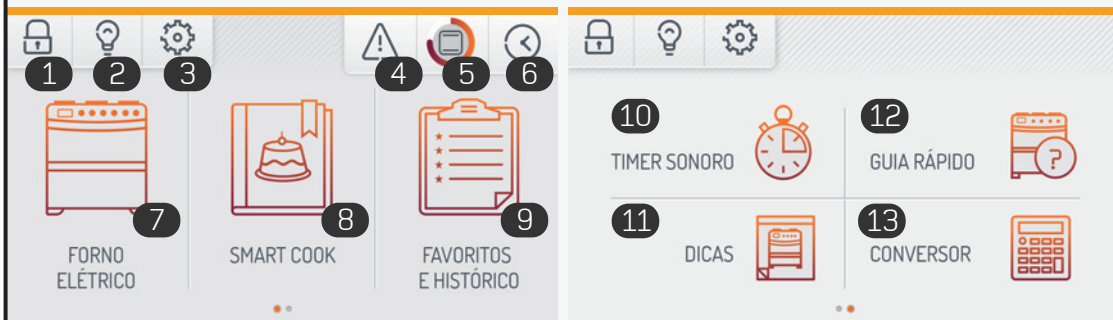 1 2 3 4 5 6
7 8 9
FORNO
ELÉTRICO
SMART COOK
FAVORITOS
E HISTÓRICO
10
TIMER SONORO
12
GUIA RÁPIDO
?
11
DICAS
13
CONVERSOR